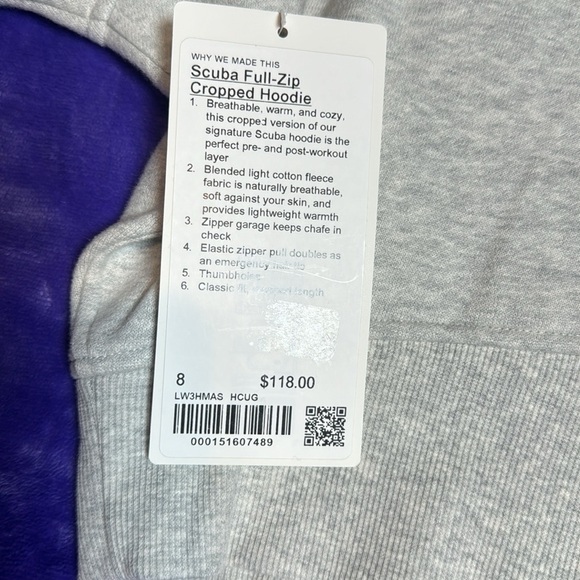 WHY WE MADE THIS
Scuba Full-Zip
Cropped Hoodie
1. Breathable, warm, and cozy,
this cropped version of our
signature Scuba hoodie is the
perfect pre- and post-workout
layer
2. Blended light cotton fleece
fabric is naturally breathable,
soft against your skin, and
provides lightweight warmth
3. Zipper garage keeps chafe in
check
4. Elastic zipper pull doubles as
an emergency
5. Thumbholes
6. Classic fit, length
8 $118.00
LW3HMAS HCUG
000151607489